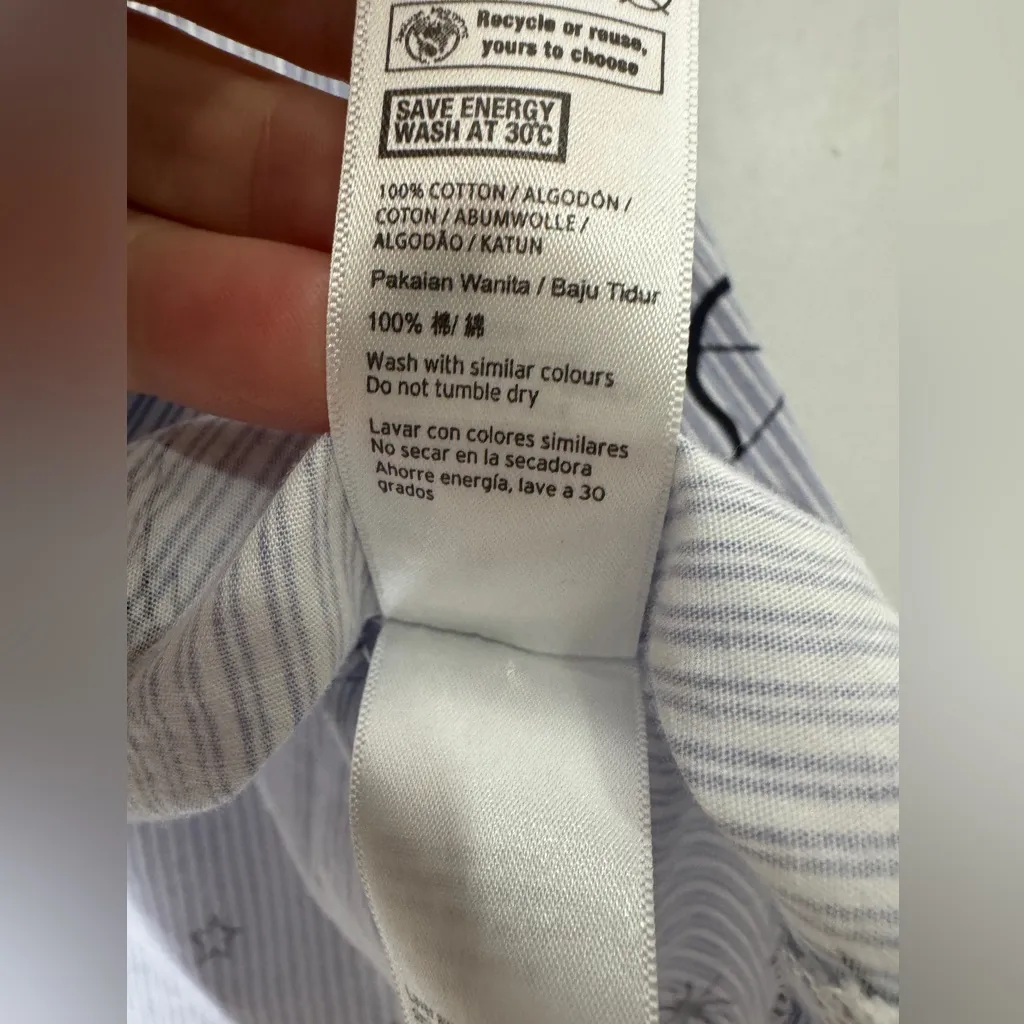 Recycle or reuse,
yours to choose
SAVE ENERGY
WASH AT 30°C
100% COTTON / ALGODÔN /
COTON / ABUMWOLLE /
ALGODÃO / KATUN
Pakaian Wanita / Baju Tidur
100% 棉/ 綿
Wash with similar colours
Do not tumble dry
Lavar con colores similares
No secar en la secadora
Ahorre energía, lave a 30
grados